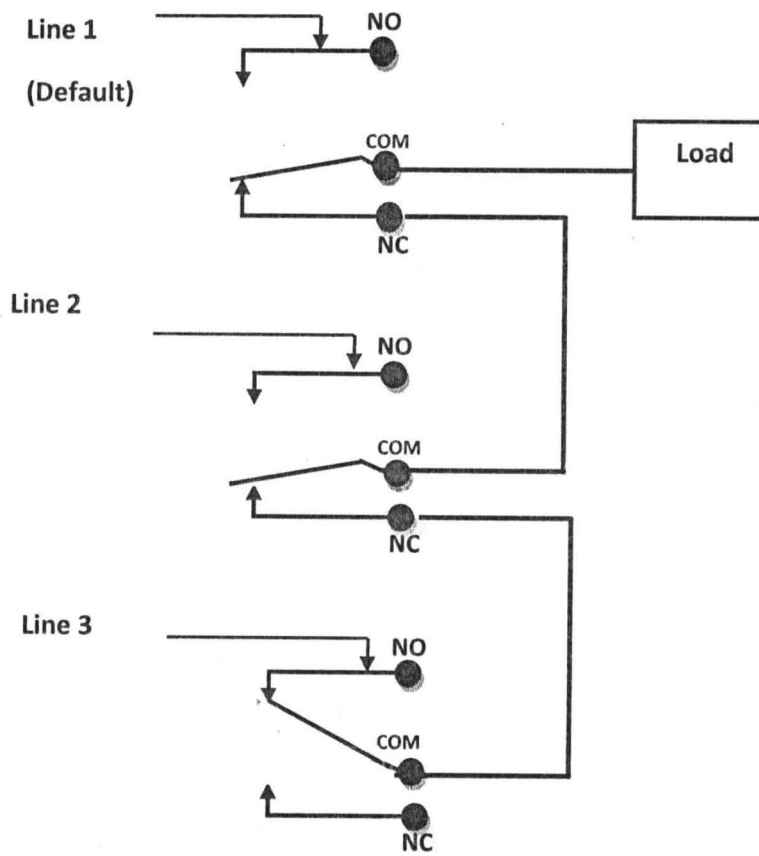 Line 1
NO
(Default)
COM
Load
NC
Line 2
NO
COM
NC
Line 3
NO
COM
NC